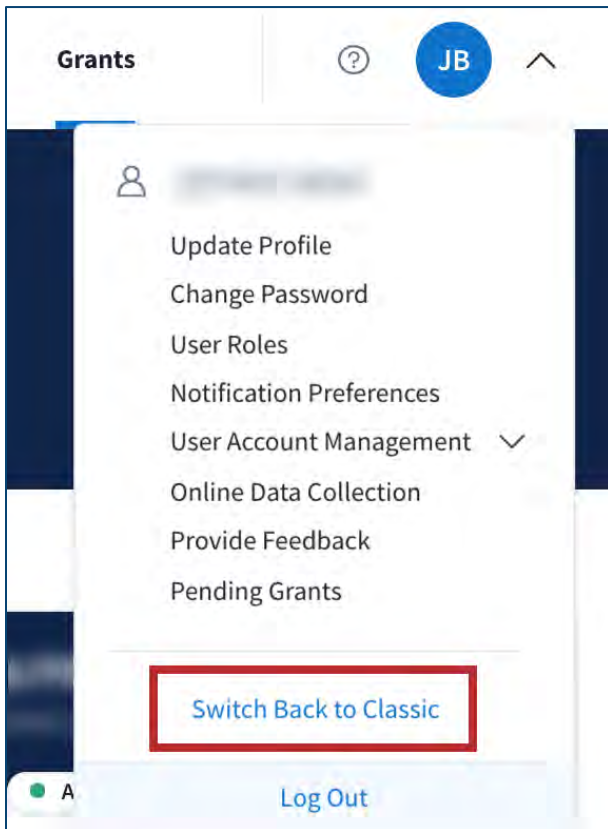 Grants
?
JB
Update Profile
Change Password
User Roles
Notification Preferences
User Account Management
Online Data Collection
Provide Feedback
Pending Grants
Switch Back to Classic
A
Log Out